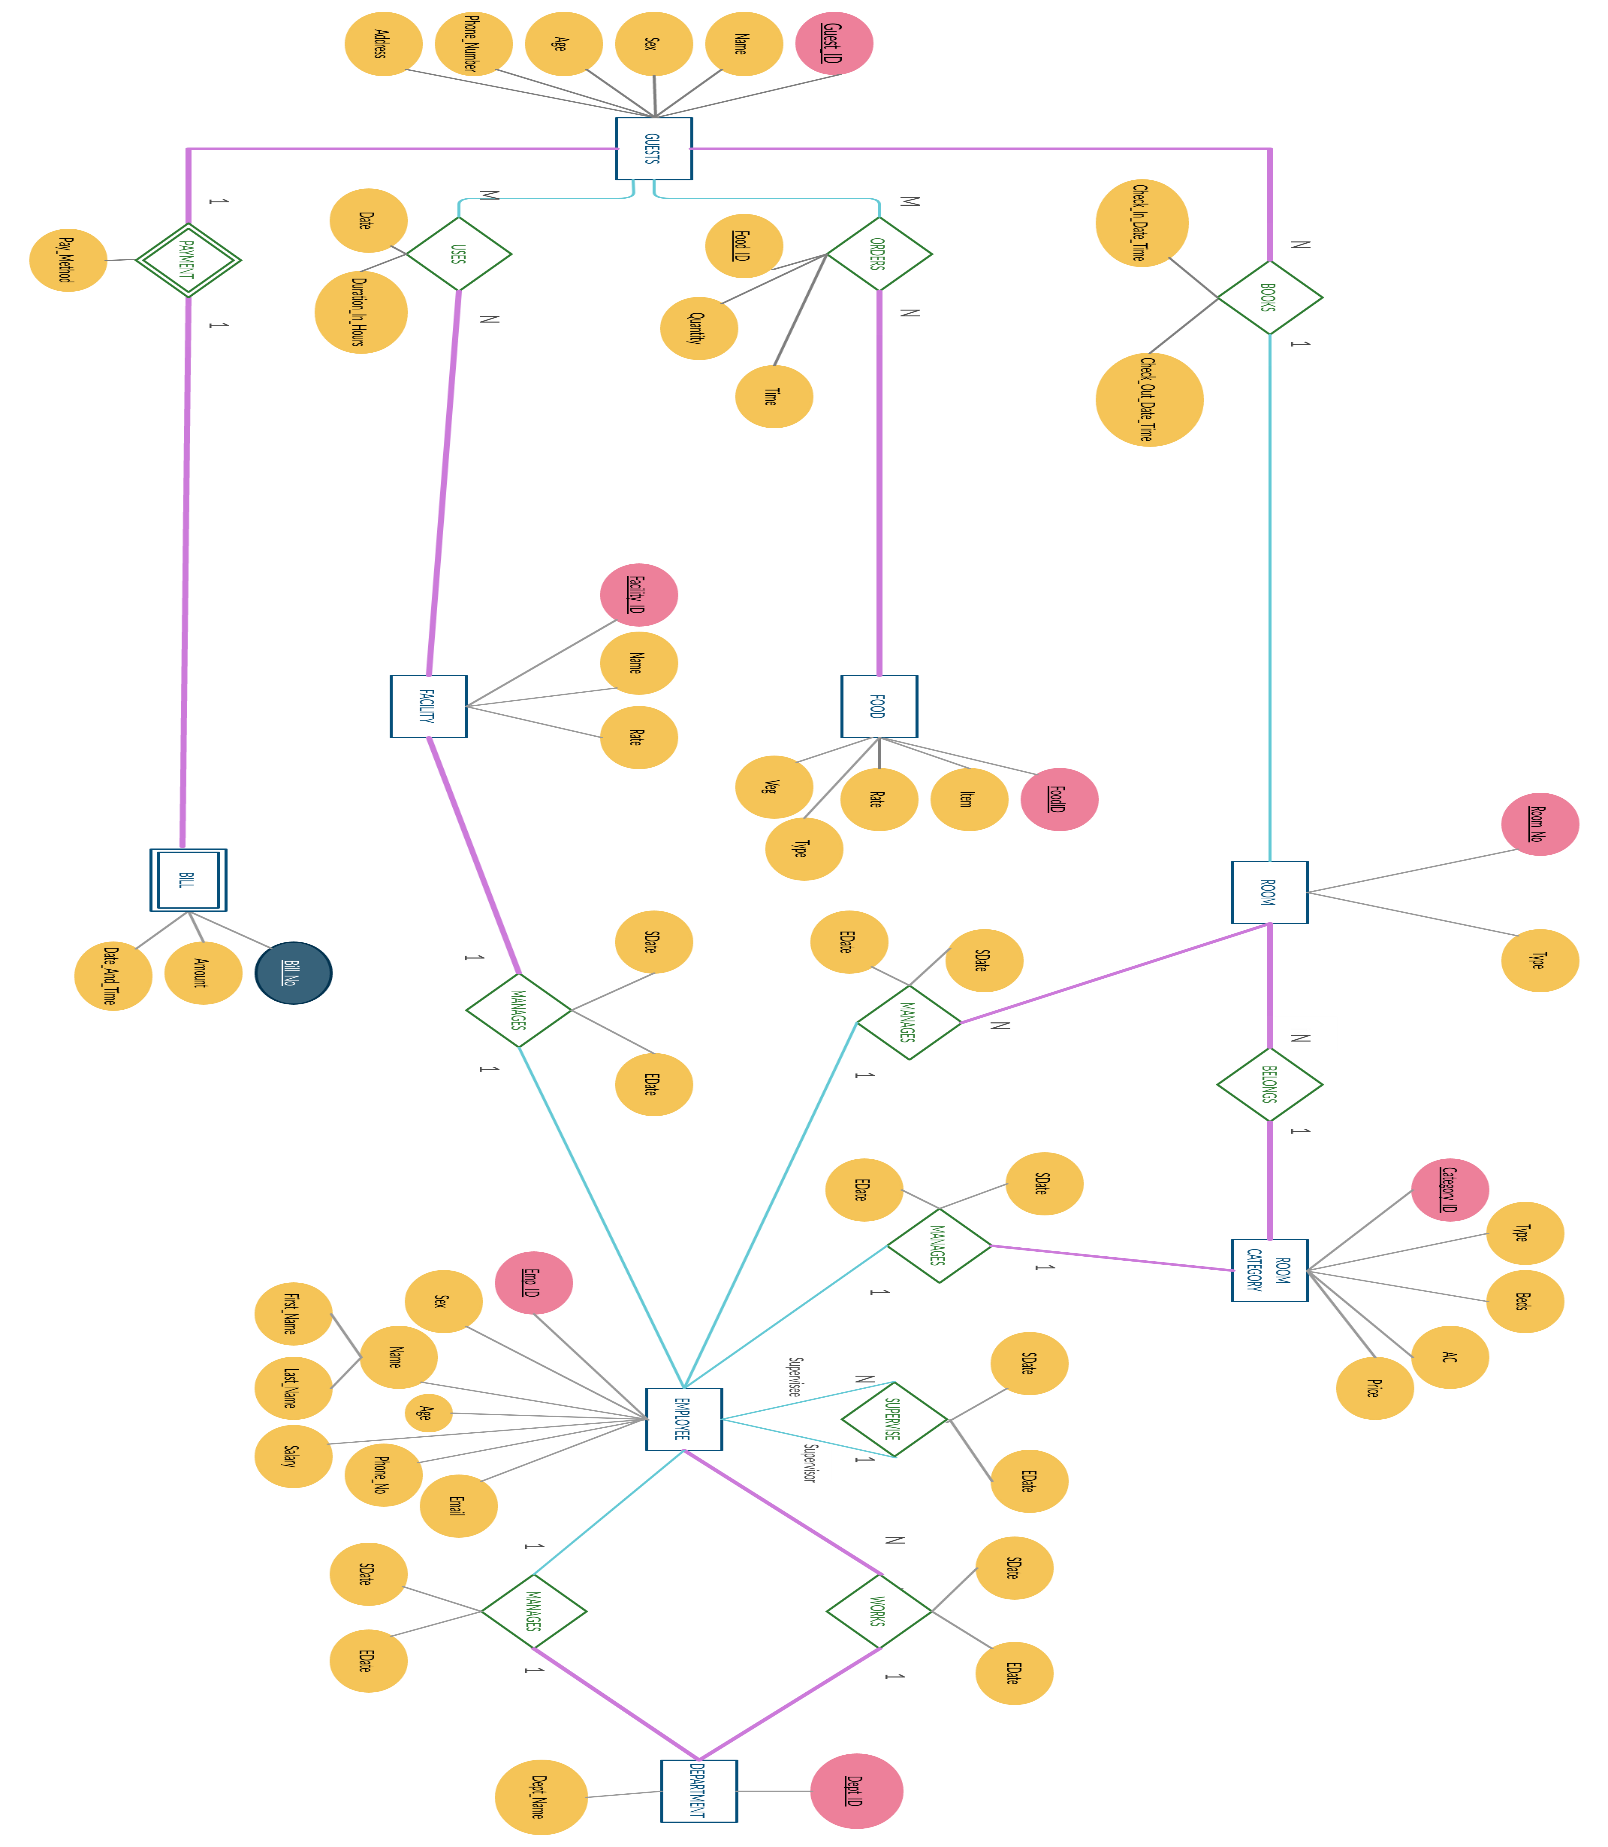 Guest_ID
Name
Sex
Age
Phone_Number
Address
GUESTS
N
BOOKS
1
Check_In_Date_Time
Check_Out_Date_Time
M
ORDERS
N
Food_ID
Quantity
Time
M
USES
N
Date
Duration_In_Hours
1
PAYMENT
1
Pay_Method
Facility_ID
Name
Rate
FACILITY
FOOD
FoodID
Item
Rate
Type
Veg
Room_No
Type
ROOM
BILL
Bill_No
Amount
Date_And_Time
SDate
EDate
1
MANAGES
1
SDate
EDate
N
MANAGES
1
N
BELONGS
1
Category_ID
Type
Beds
AC
Price
ROOM
CATEGORY
SDate
EDate
1
MANAGES
1
Emp_ID
Sex
Name
First_Name
Last_Name
Age
Salary
Phone_No
Email
EMPLOYEE
Supervisee
N
SUPERVISE
1
Supervisor
SDate
EDate
N
WORKS
1
SDate
EDate
1
MANAGES
1
SDate
EDate
DEPARTMENT
Dept_ID
Dept_Name